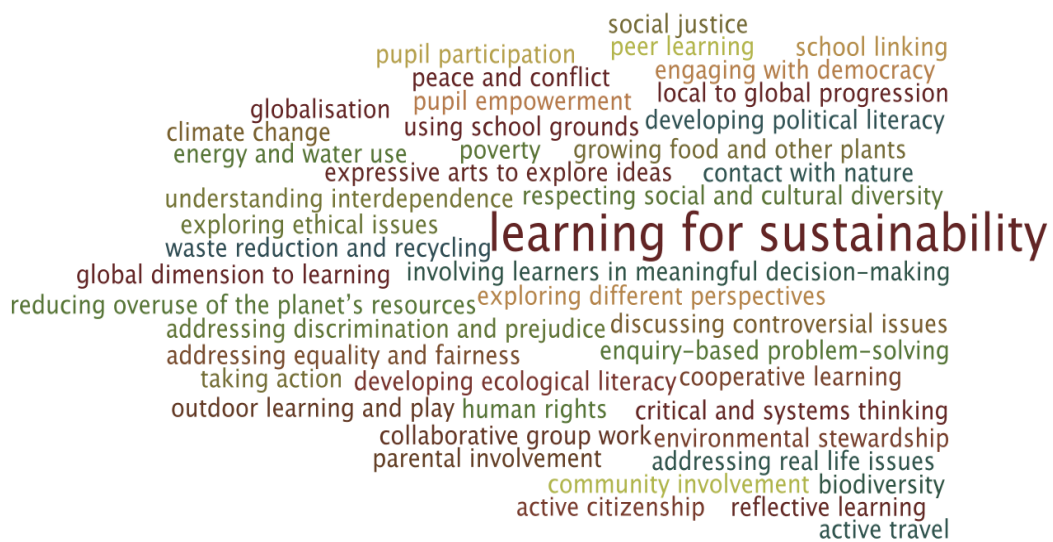 social justice
pupil participation peer learning school linking
peace and conflict engaging with democracy
globalisation pupil empowerment local to global progression
climate change using school grounds developing political literacy
energy and water use poverty growing food and other plants
expressive arts to explore ideas contact with nature
understanding interdependence respecting social and cultural diversity
exploring ethical issues learning for sustainability
waste reduction and recycling
global dimension to learning involving learners in meaningful decision-making
reducing overuse of the planet's resources exploring different perspectives
addressing discrimination and prejudice discussing controversial issues
addressing equality and fairness enquiry-based problem-solving
taking action developing ecological literacy cooperative learning
outdoor learning and play human rights critical and systems thinking
collaborative group work environmental stewardship
parental involvement addressing real life issues
community involvement biodiversity
active citizenship reflective learning
active travel